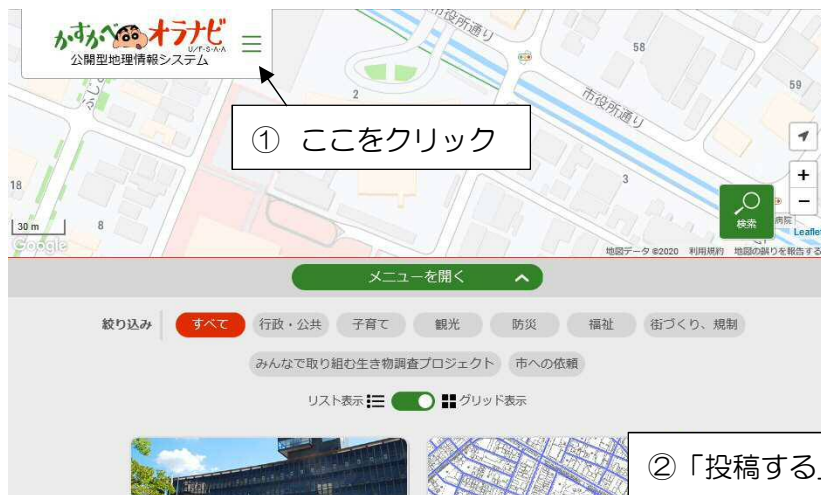 かすかべオラナビ
U/F-S-A-A
公開型地理情報システム
① ここをクリック
市役所通り
市役所通り
58
59
2
3
18
8
30 m
Google
+
−
検索
病院
Leaflet
地図データ ©2020 利用規約 地図の誤りを報告する
メニューを開く
絞り込み すべて 行政・公共 子育て 観光 防災 福祉 街づくり、規制
みんなで取り組む生き物調査プロジェクト 市への依頼
リスト表示 グリッド表示
②「投稿する」